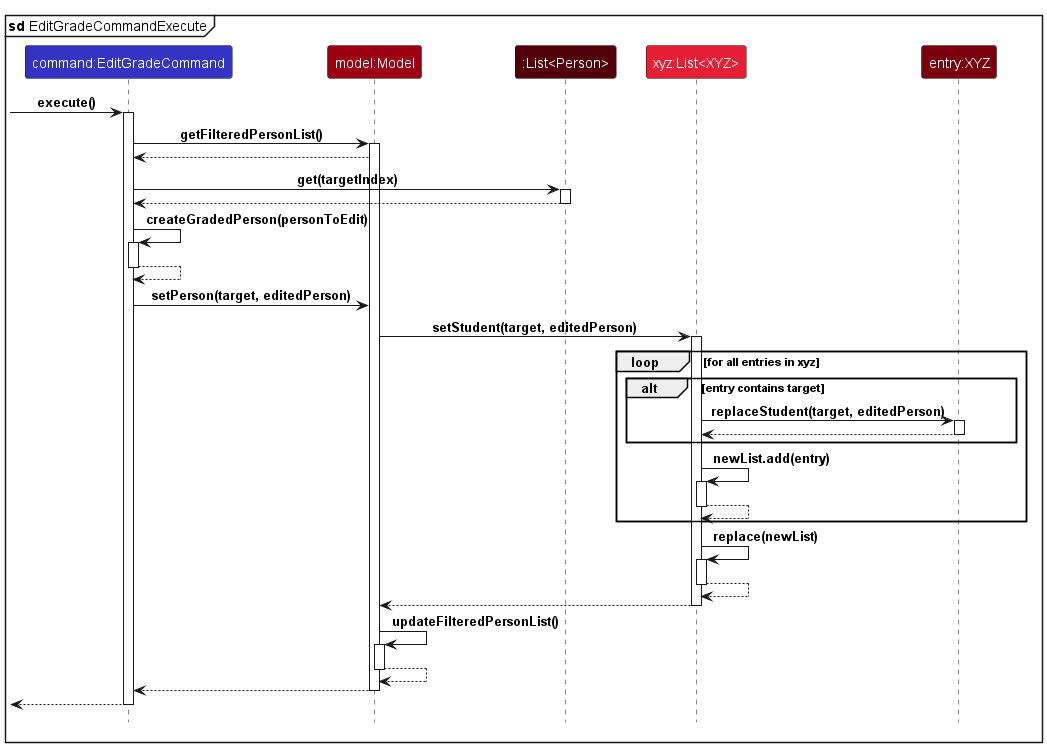 sd EditGradeCommandExecute
command:EditGradeCommand
model:Model
:List<Person>
xyz:List<XYZ>
entry:XYZ
execute()
getFilteredPersonList()
get(targetIndex)
createGradedPerson(personToEdit)
setPerson(target, editedPerson)
setStudent(target, editedPerson)
loop [for all entries in xyz]
alt [entry contains target]
replaceStudent(target, editedPerson)
newList.add(entry)
replace(newList)
updateFilteredPersonList()